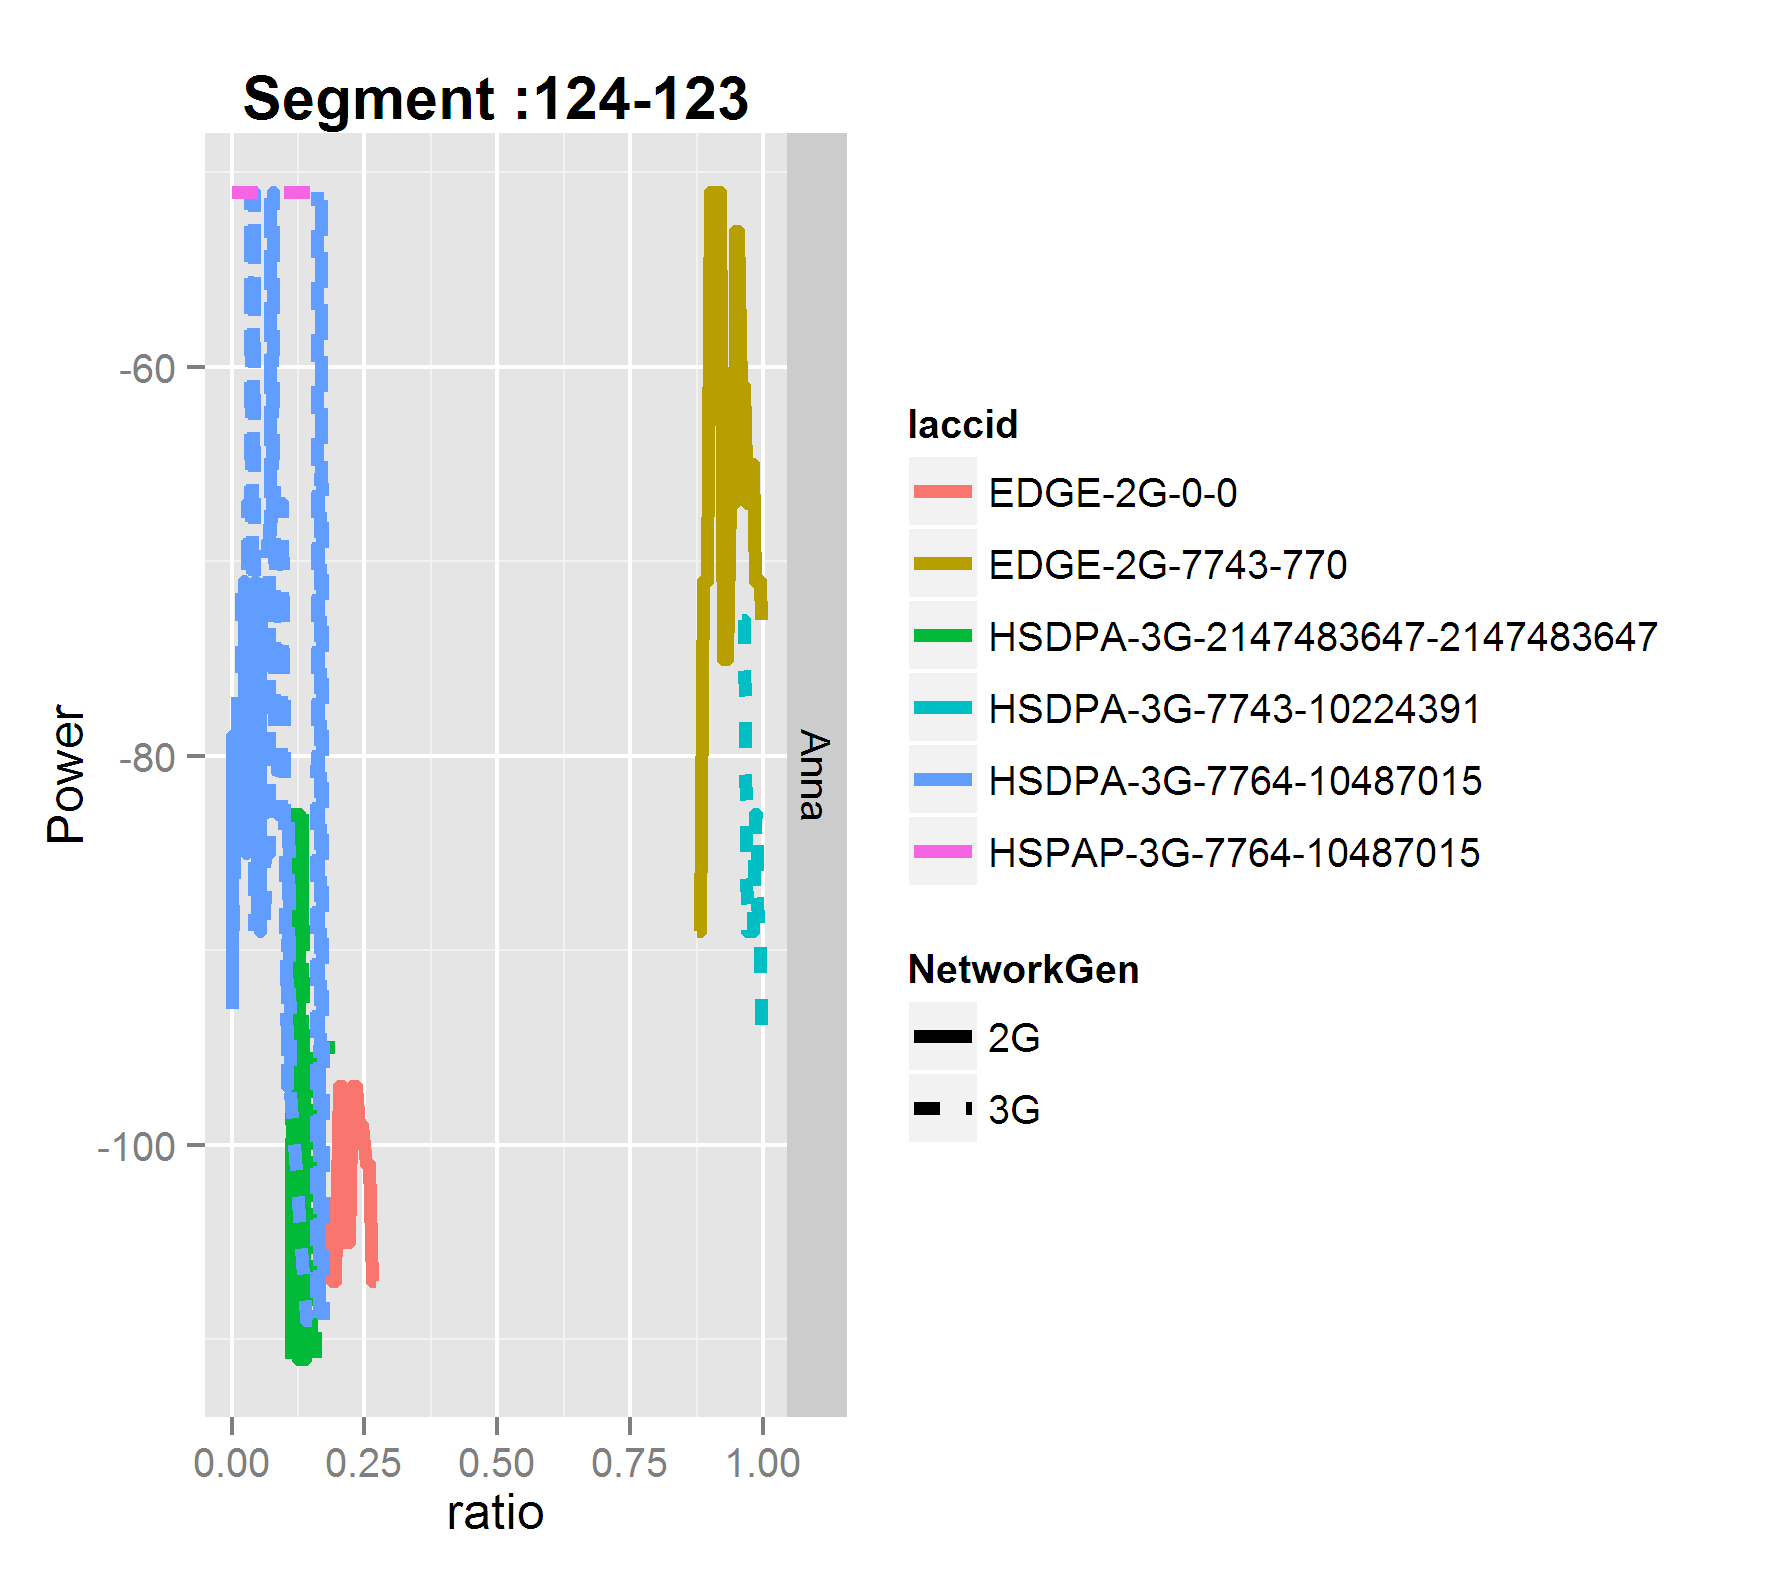 Segment :124-123
Power
-60
-80
-100
Anna
0.00 0.25 0.50 0.75 1.00
ratio
laccid
EDGE-2G-0-0
EDGE-2G-7743-770
HSDPA-3G-2147483647-2147483647
HSDPA-3G-7743-10224391
HSDPA-3G-7764-10487015
HSPAP-3G-7764-10487015
NetworkGen
2G
3G